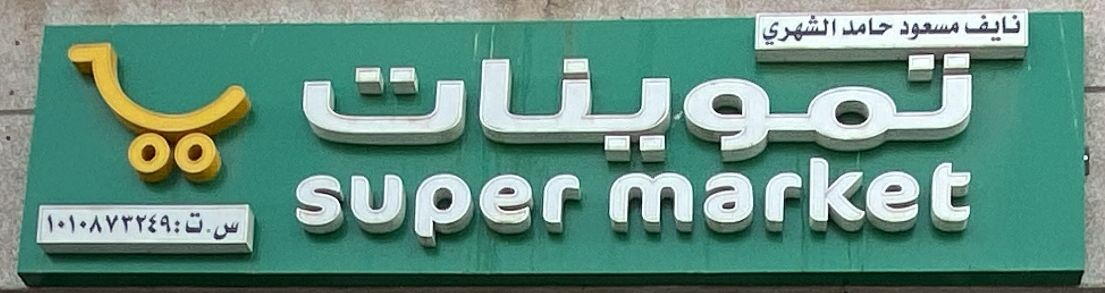 نايف مسعود حامد الشهري
تموينات
super market
س.ت: ١٠١٠٨٧٣٢٤٩